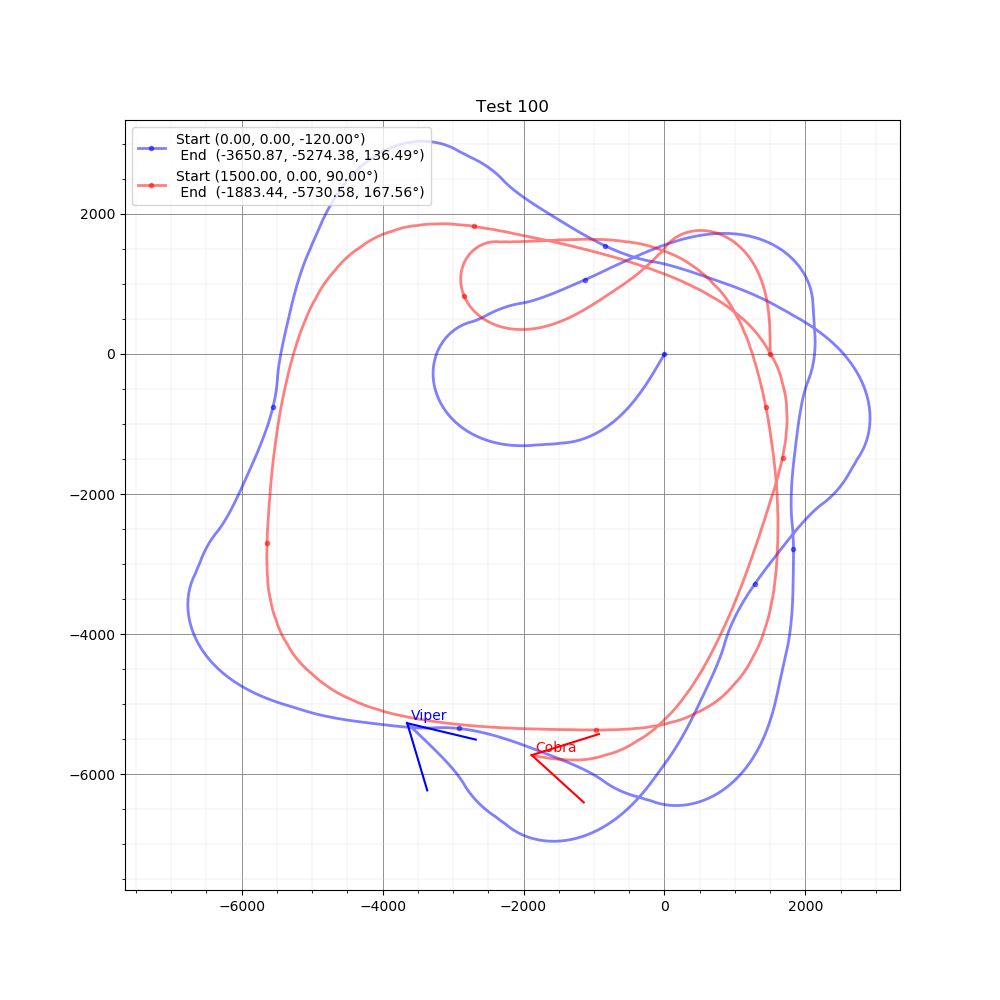 Test 100
Start (0.00, 0.00, -120.00°)
End (-3650.87, -5274.38, 136.49°)
Start (1500.00, 0.00, 90.00°)
End (-1883.44, -5730.58, 167.56°)
2000
0
−2000
−4000
−6000
Viper
Cobra
−6000 −4000 −2000 0 2000